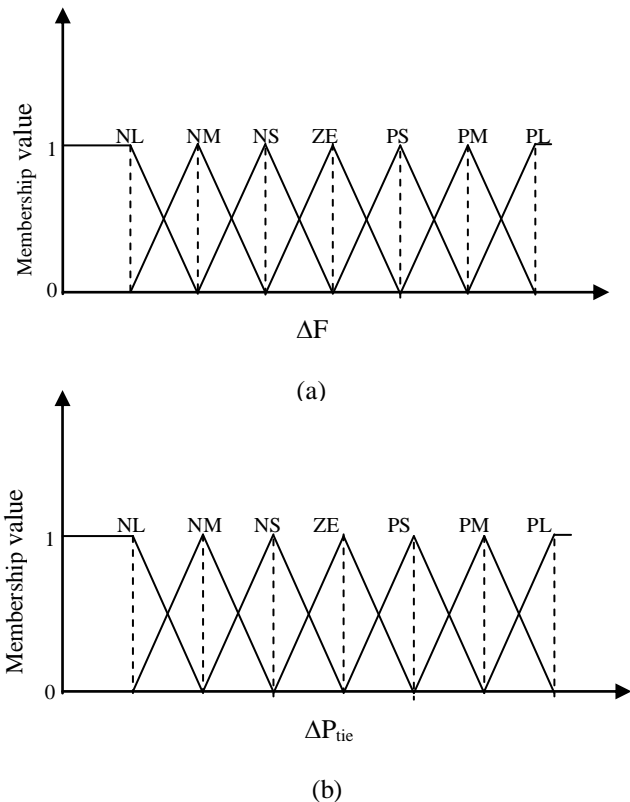 Membership value
1
NL NM NS ZE PS PM PL
0
ΔF
(a)
Membership value
NL NM NS ZE PS PM PL
1
0
ΔP_tie
(b)